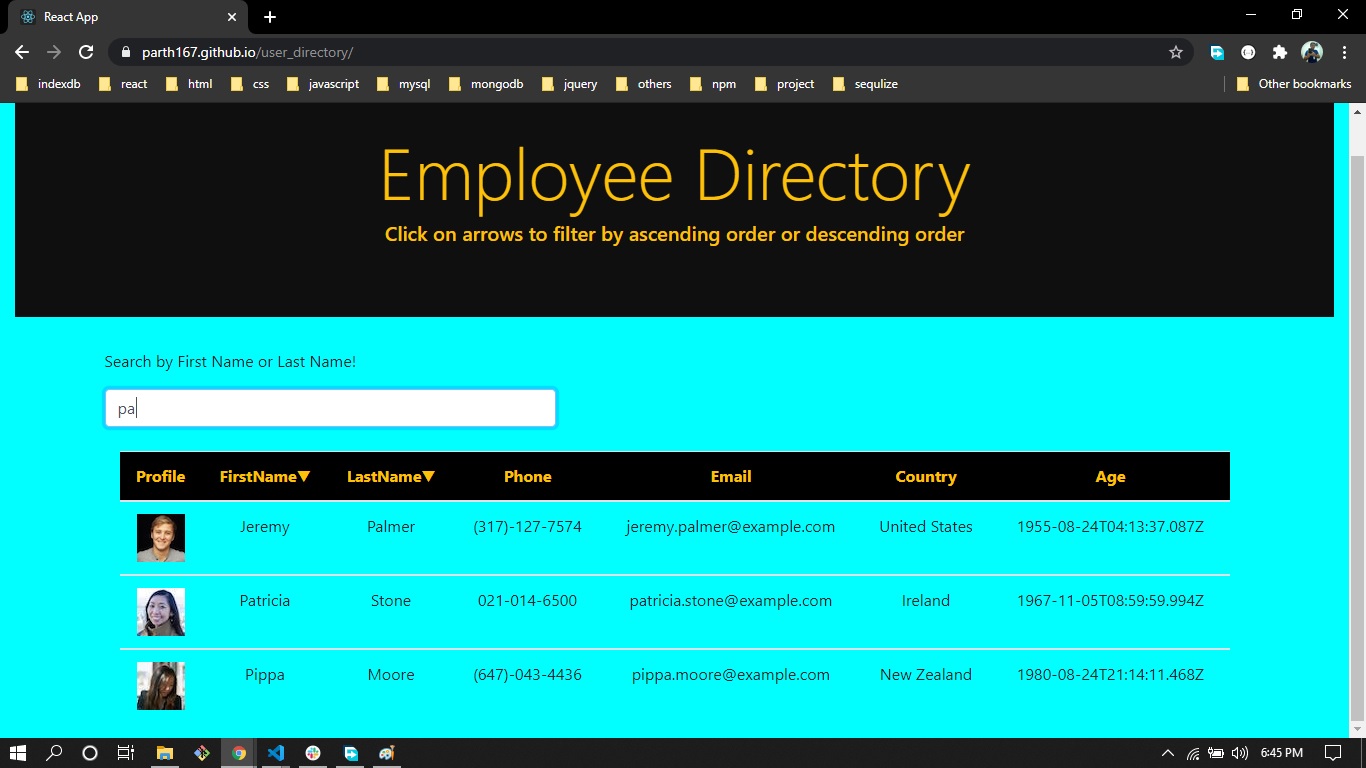 React App
parth167.github.io/user_directory/
indexdb react html css javascript mysql mongodb jquery others npm project sequlize Other bookmarks
Employee Directory
Click on arrows to filter by ascending order or descending order
Search by First Name or Last Name!
pa
Profile FirstName▼ LastName▼ Phone Email Country Age
Jeremy Palmer (317)-127-7574 jeremy.palmer@example.com United States 1955-08-24T04:13:37.087Z
Patricia Stone 021-014-6500 patricia.stone@example.com Ireland 1967-11-05T08:59:59.994Z
Pippa Moore (647)-043-4436 pippa.moore@example.com New Zealand 1980-08-24T21:14:11.468Z
6:45 PM